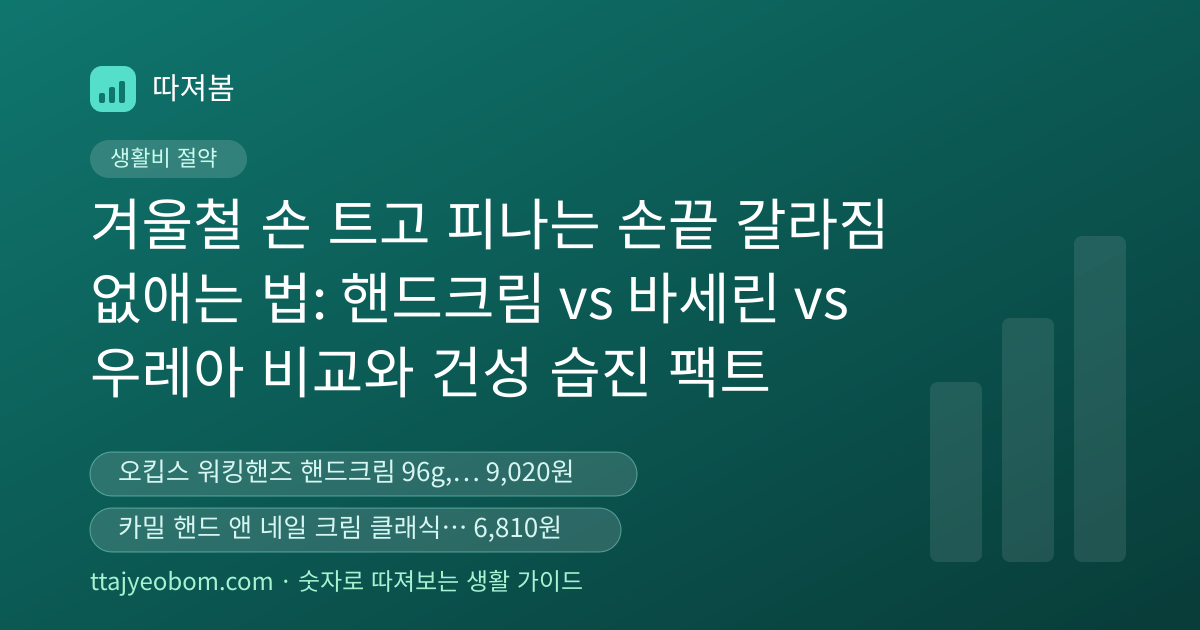 따져봄
생활비 절약
겨울철 손 트고 피나는 손끝 갈라짐
없애는 법: 핸드크림 vs 바세린 vs
우레아 비교와 건성 습진 팩트
오킵스 워킹핸즈 핸드크림 96g,… 9,020원
카밀 핸드 앤 네일 크림 클래식… 6,810원
ttajyeobom.com · 숫자로 따져보는 생활 가이드